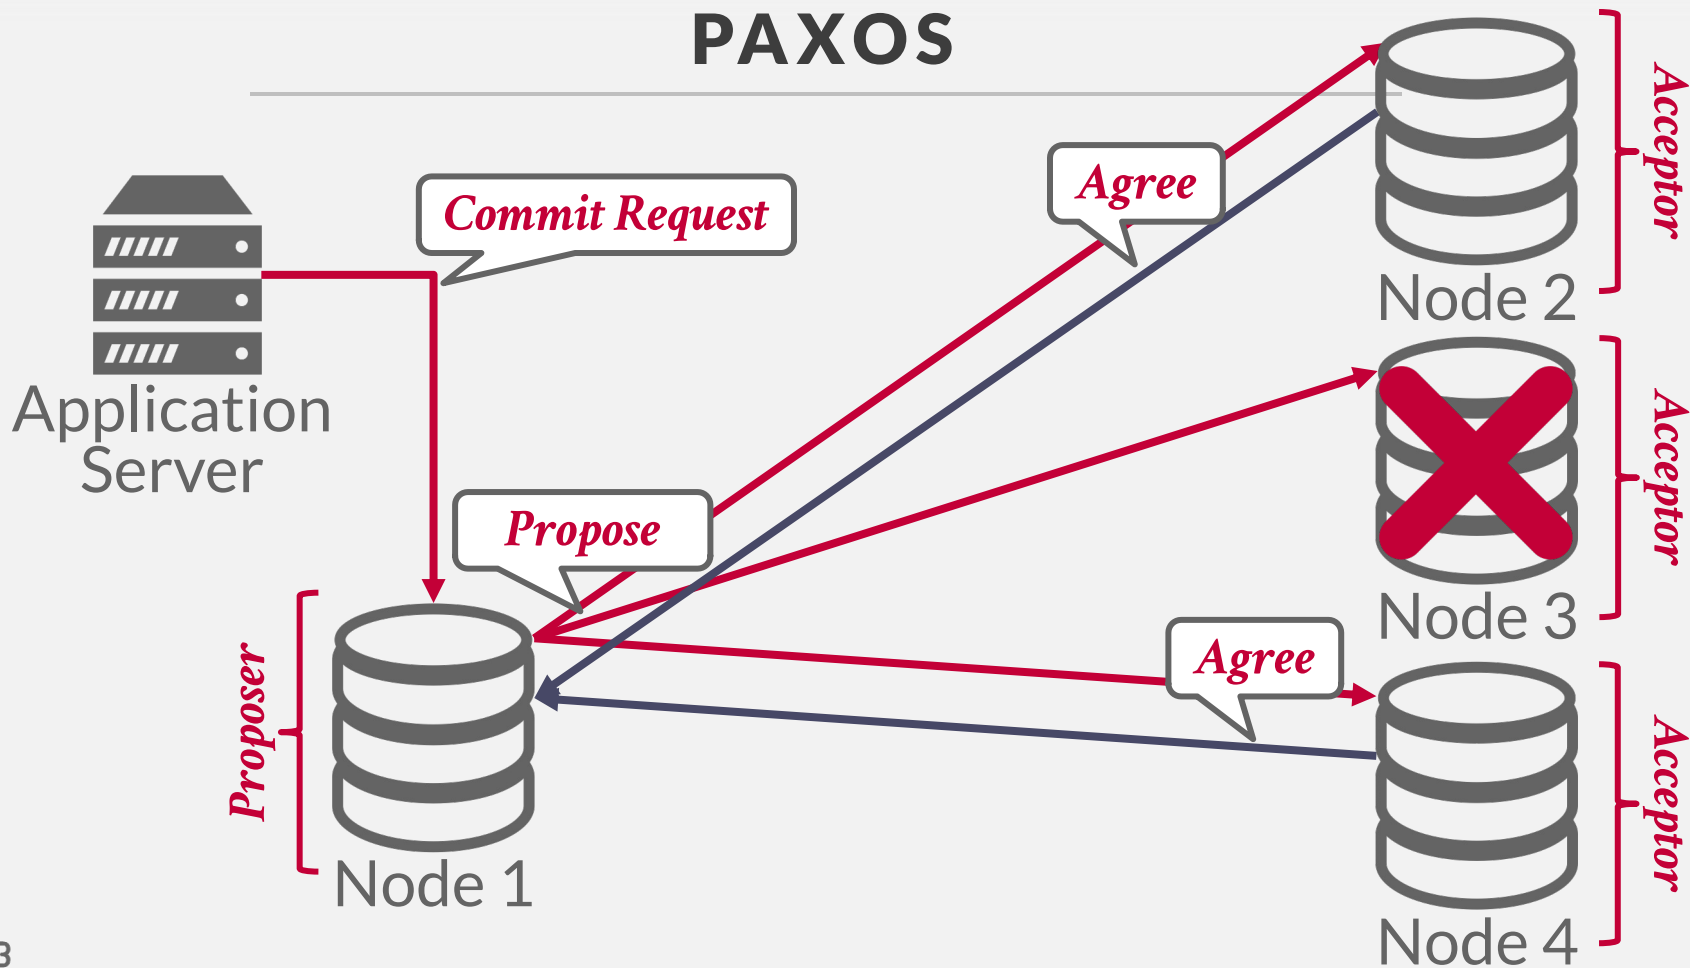 PAXOS
Commit Request
Agree
Acceptor
Node 2
Application
Server
Propose
Acceptor
Node 3
Agree
Proposer
Node 1
Acceptor
Node 4
3